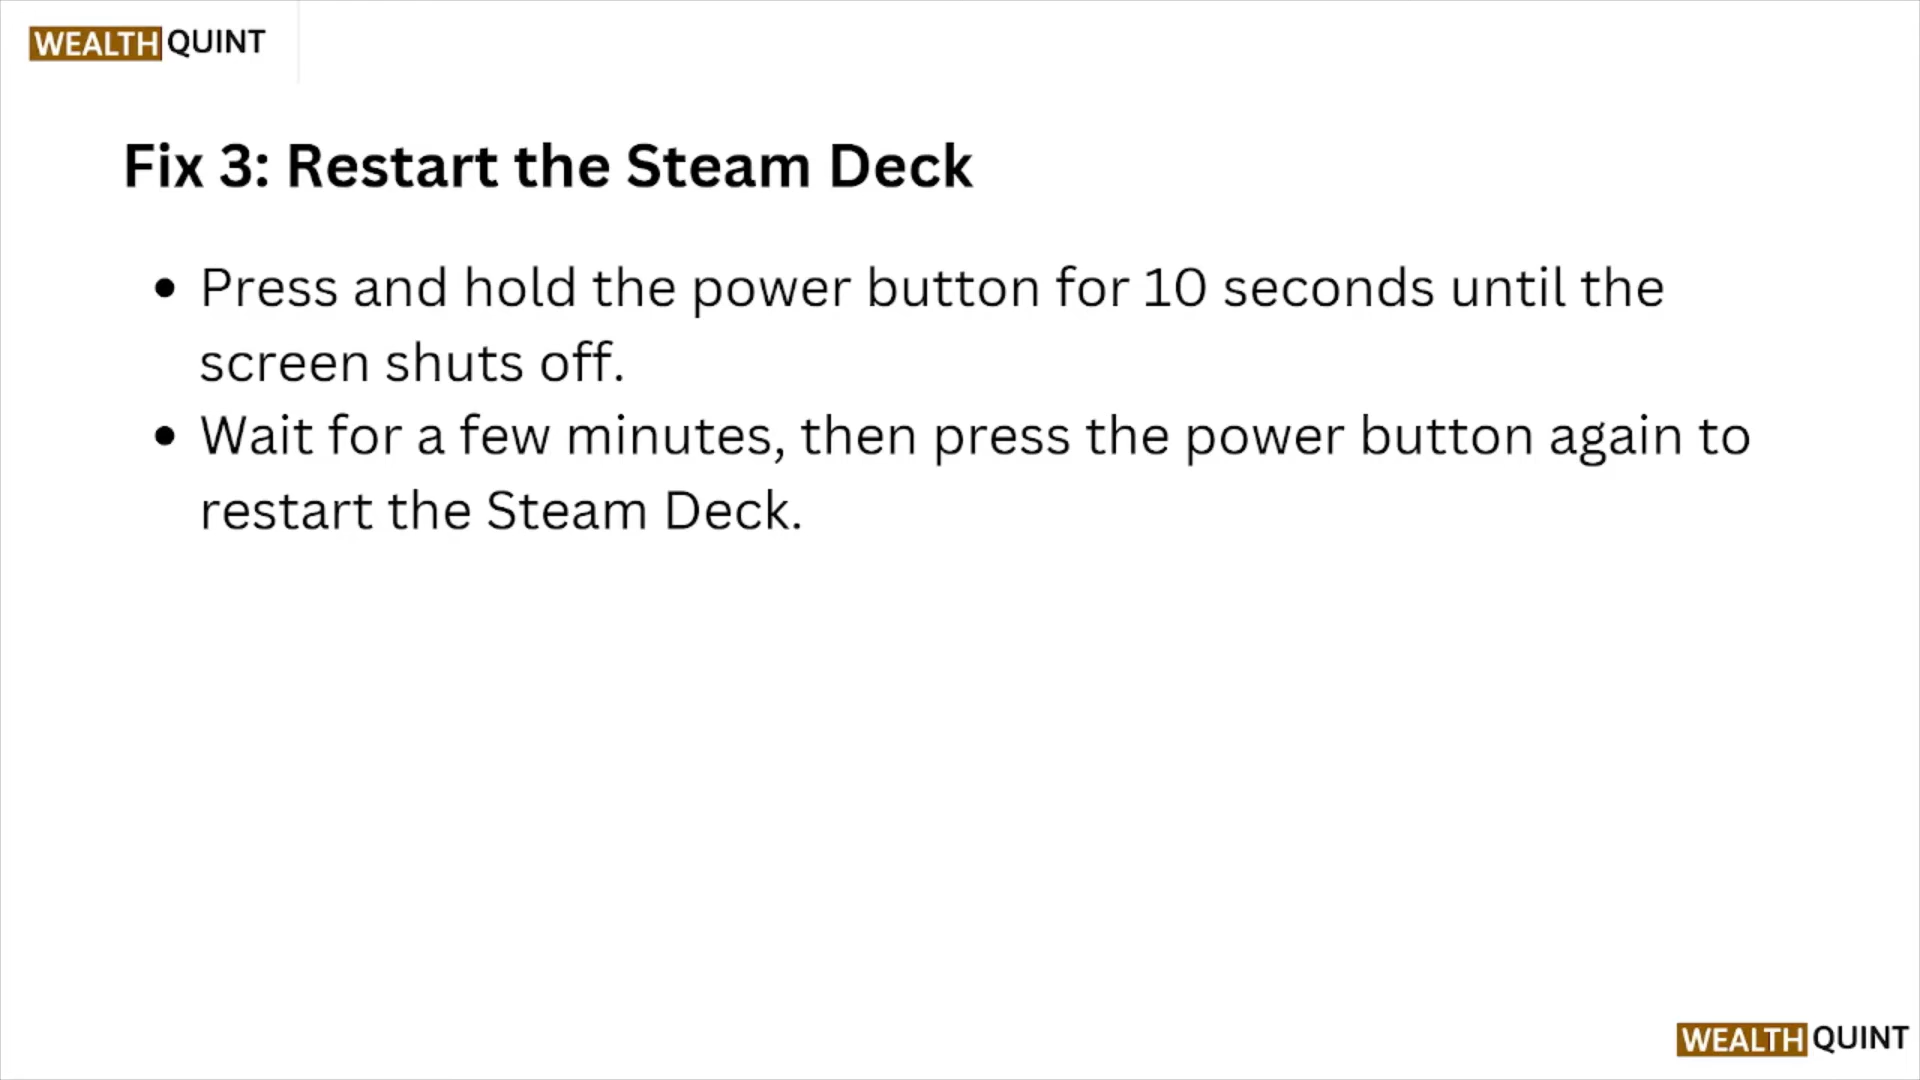 WEALTH QUINT
Fix 3: Restart the Steam Deck
• Press and hold the power button for 10 seconds until the
screen shuts off.
• Wait for a few minutes, then press the power button again to
restart the Steam Deck.
WEALTH QUINT